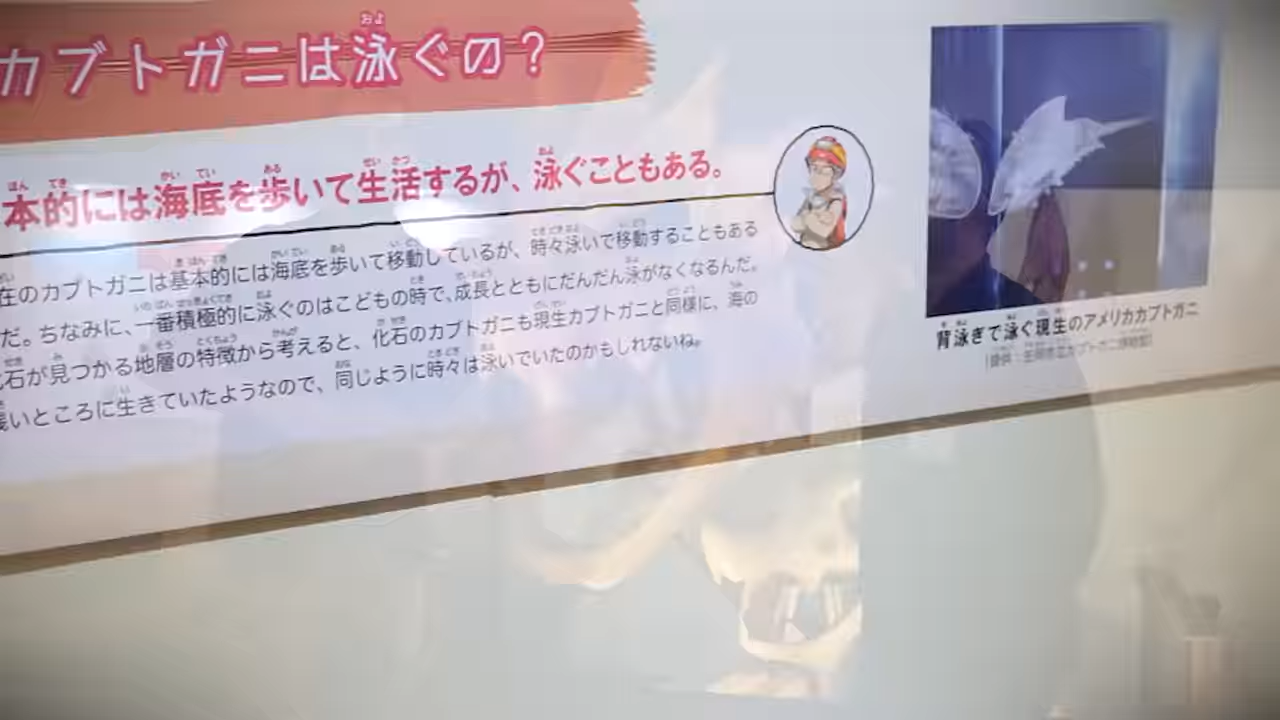 カブトガニは泳ぐの?
本的には海底を歩いて生活するが、泳ぐこともある。
在のカブトガニは基本的には海底を歩いて移動しているが、時々泳いで移動することもある
だ。ちなみに、一番積極的に泳ぐのはこどもの時で、成長とともにだんだん泳がなくなるんだ。
石が見つかる地層の特徴から考えると、化石のカブトガニも現生カブトガニと同様に、海の
浅いところに生きていたようなので、同じように時々は泳いでいたのかもしれないね。
背泳ぎで泳ぐ現生のアメリカカブトガニ